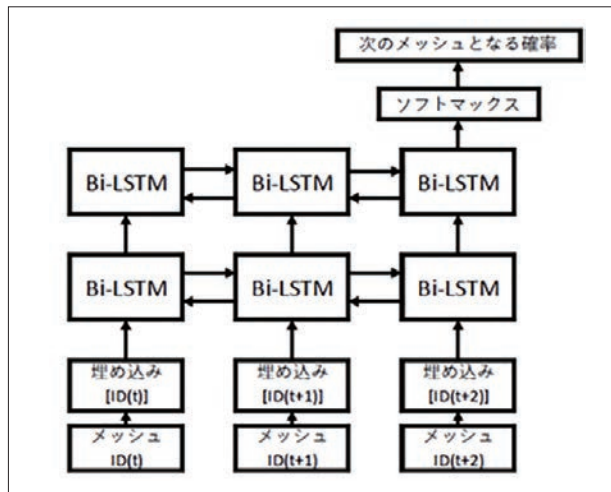 次のメッシュとなる確率
ソフトマックス
Bi-LSTM
Bi-LSTM
Bi-LSTM
Bi-LSTM
Bi-LSTM
Bi-LSTM
埋め込み
[ID(t)]
埋め込み
[ID(t+1)]
埋め込み
[ID(t+2)]
メッシュ
ID(t)
メッシュ
ID(t+1)
メッシュ
ID(t+2)